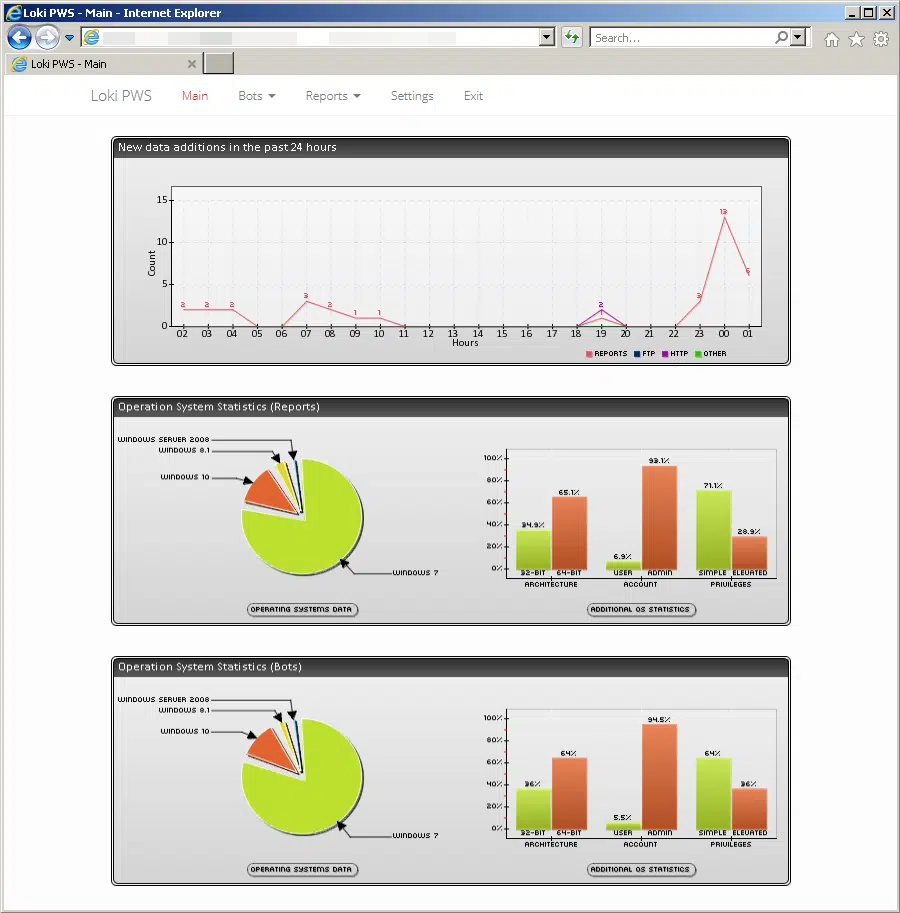 Loki PWS - Main - Internet Explorer
Search...
Loki PWS - Main
Loki PWS Main Bots Reports Settings Exit
New data additions in the past 24 hours
15
10
5
0
Count
2 2 2 3 2 1 1 2 1 3 13
02 03 04 05 06 07 08 09 10 11 12 13 14 15 16 17 18 19 20 21 22 23 00 01
Hours
REPORTS FTP HTTP OTHER
Operation System Statistics (Reports)
WINDOWS SERVER 2008
WINDOWS 8.1
WINDOWS 10
WINDOWS 7
OPERATING SYSTEMS DATA
100%
80%
60%
40%
20%
0%
34.9% 65.1% 6.9% 93.1% 71.1% 28.9%
32-BIT 64-BIT USER ADMIN SIMPLE ELEVATED
ARCHITECTURE ACCOUNT PRIVILEGES
ADDITIONAL OS STATISTICS
Operation System Statistics (Bots)
WINDOWS SERVER 2008
WINDOWS 8.1
WINDOWS 10
WINDOWS 7
OPERATING SYSTEMS DATA
100%
80%
60%
40%
20%
0%
36% 64% 5.5% 94.5% 64% 36%
32-BIT 64-BIT USER ADMIN SIMPLE ELEVATED
ARCHITECTURE ACCOUNT PRIVILEGES
ADDITIONAL OS STATISTICS